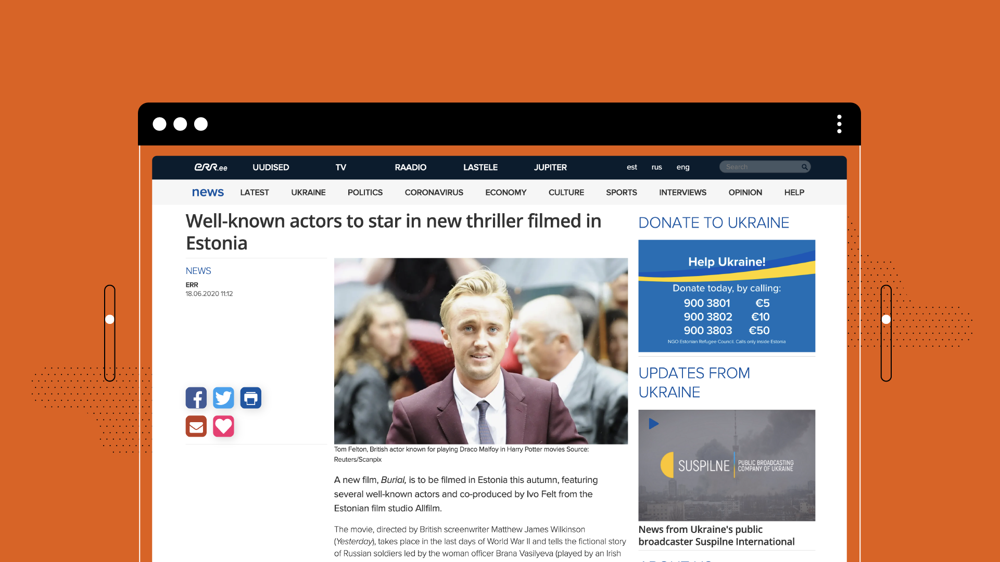 err.ee UUDISED TV RAADIO LASTELE JUPITER est rus eng Search
news LATEST UKRAINE POLITICS CORONAVIRUS ECONOMY CULTURE SPORTS INTERVIEWS OPINION HELP
Well-known actors to star in new thriller filmed in
Estonia
NEWS
ERR
18.06.2020 11:12
Tom Felton, British actor known for playing Draco Malfoy in Harry Potter movies Source:
Reuters/Scanpix
A new film, Burial, is to be filmed in Estonia this autumn, featuring
several well-known actors and co-produced by Ivo Felt from the
Estonian film studio Allfilm.
The movie, directed by British screenwriter Matthew James Wilkinson
(Yesterday), takes place in the last days of World War II and tells the fictional story
of Russian soldiers led by the woman officer Brana Vasilyeva (played by an Irish
DONATE TO UKRAINE
Help Ukraine!
Donate today, by calling:
900 3801 €5
900 3802 €10
900 3803 €50
NGO Estonian Refugee Council. Calls only inside Estonia
UPDATES FROM
UKRAINE
SUSPILNE
PUBLIC BROADCASTING
COMPANY OF UKRAINE
News from Ukraine's public
broadcaster Suspilne International